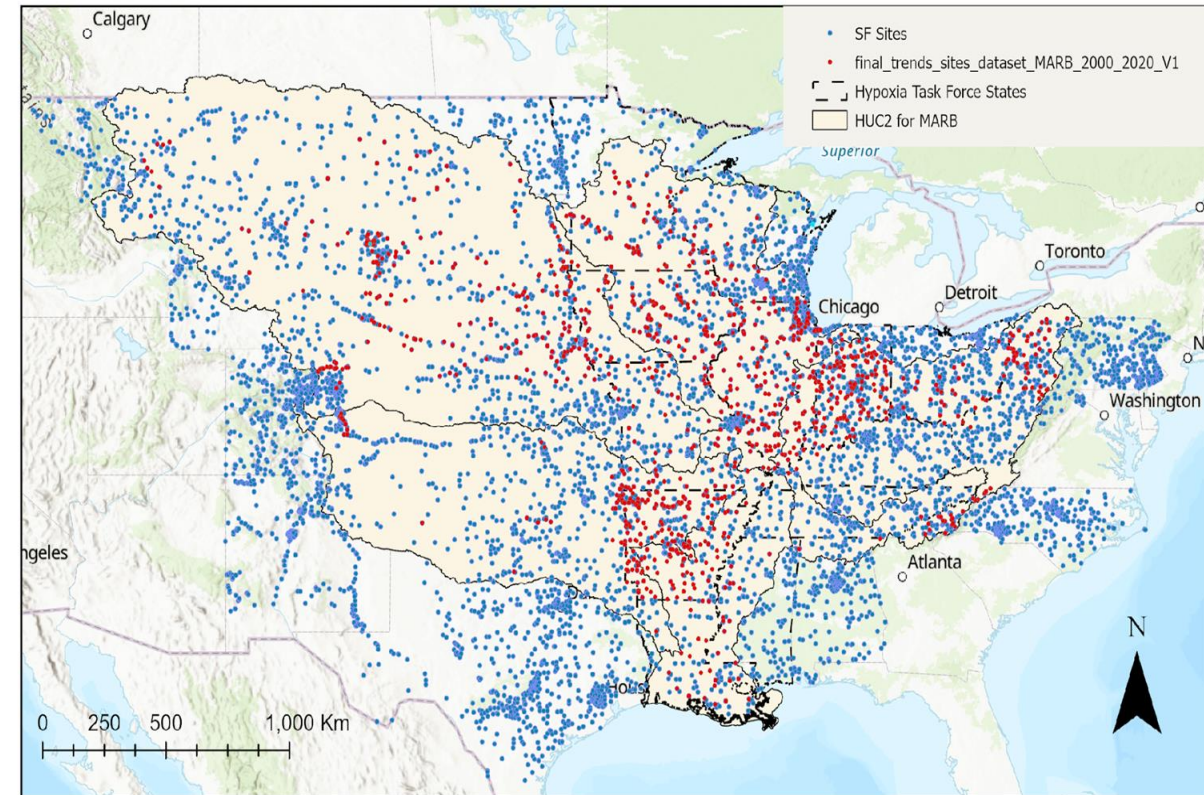 Calgary
SF Sites
final_trends_sites_dataset_MARB_2000_2020_V1
Hypoxia Task Force States
HUC2 for MARB
Superior
Toronto
Detroit
Chicago
N
Washington
ngeles
Atlanta
N
Hous
0 250 500 1,000 Km